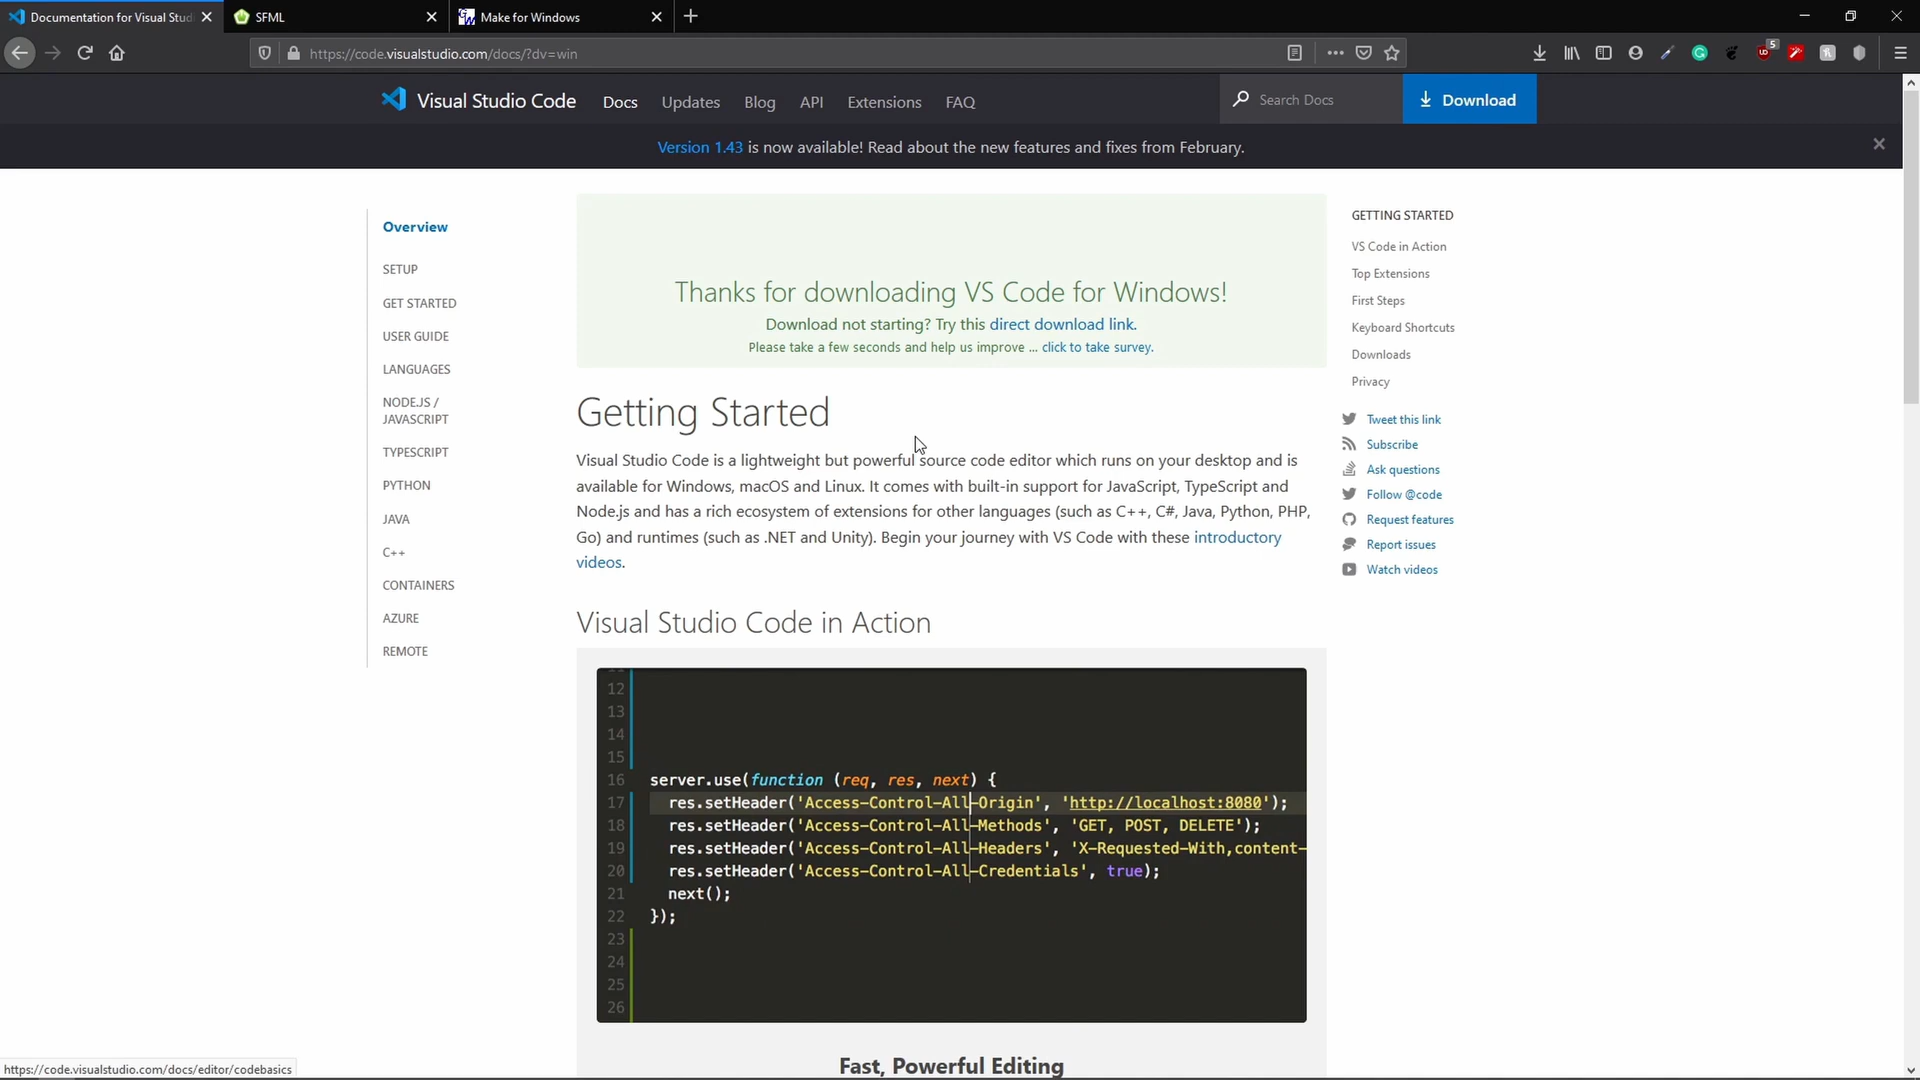 Documentation for Visual Studi
SFML
Make for Windows
https://code.visualstudio.com/docs/?dv=win
5
Visual Studio Code
Docs
Updates
Blog
API
Extensions
FAQ
Search Docs
Download
Version 1.43 is now available! Read about the new features and fixes from February.
Overview
SETUP
GET STARTED
USER GUIDE
LANGUAGES
NODE.JS /
JAVASCRIPT
TYPESCRIPT
PYTHON
JAVA
C++
CONTAINERS
AZURE
REMOTE
Thanks for downloading VS Code for Windows!
Download not starting? Try this direct download link.
Please take a few seconds and help us improve ... click to take survey.
Getting Started
Visual Studio Code is a lightweight but powerful source code editor which runs on your desktop and is
available for Windows, macOS and Linux. It comes with built-in support for JavaScript, TypeScript and
Node.js and has a rich ecosystem of extensions for other languages (such as C++, C#, Java, Python, PHP,
Go) and runtimes (such as .NET and Unity). Begin your journey with VS Code with these introductory
videos.
Visual Studio Code in Action
12
13
14
15
16 server.use(function (req, res, next) {
17 res.setHeader('Access-Control-All-Origin', 'http://localhost:8080');
18 res.setHeader('Access-Control-All-Methods', 'GET, POST, DELETE');
19 res.setHeader('Access-Control-All-Headers', 'X-Requested-With,content-
20 res.setHeader('Access-Control-All-Credentials', true);
21 next();
22 });
23
24
25
26
Fast, Powerful Editing
GETTING STARTED
VS Code in Action
Top Extensions
First Steps
Keyboard Shortcuts
Downloads
Privacy
Tweet this link
Subscribe
Ask questions
Follow @code
Request features
Report issues
Watch videos
https://code.visualstudio.com/docs/editor/codebasics